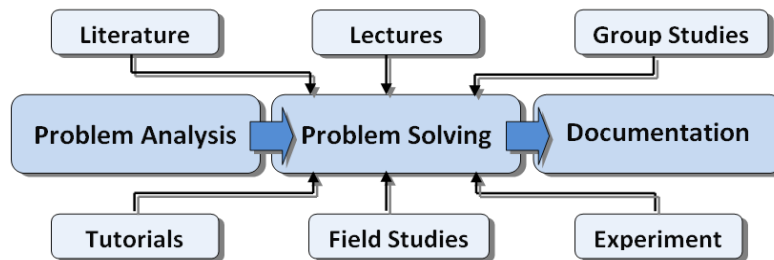 Literature
Lectures
Group Studies
Problem Analysis
Problem Solving
Documentation
Tutorials
Field Studies
Experiment